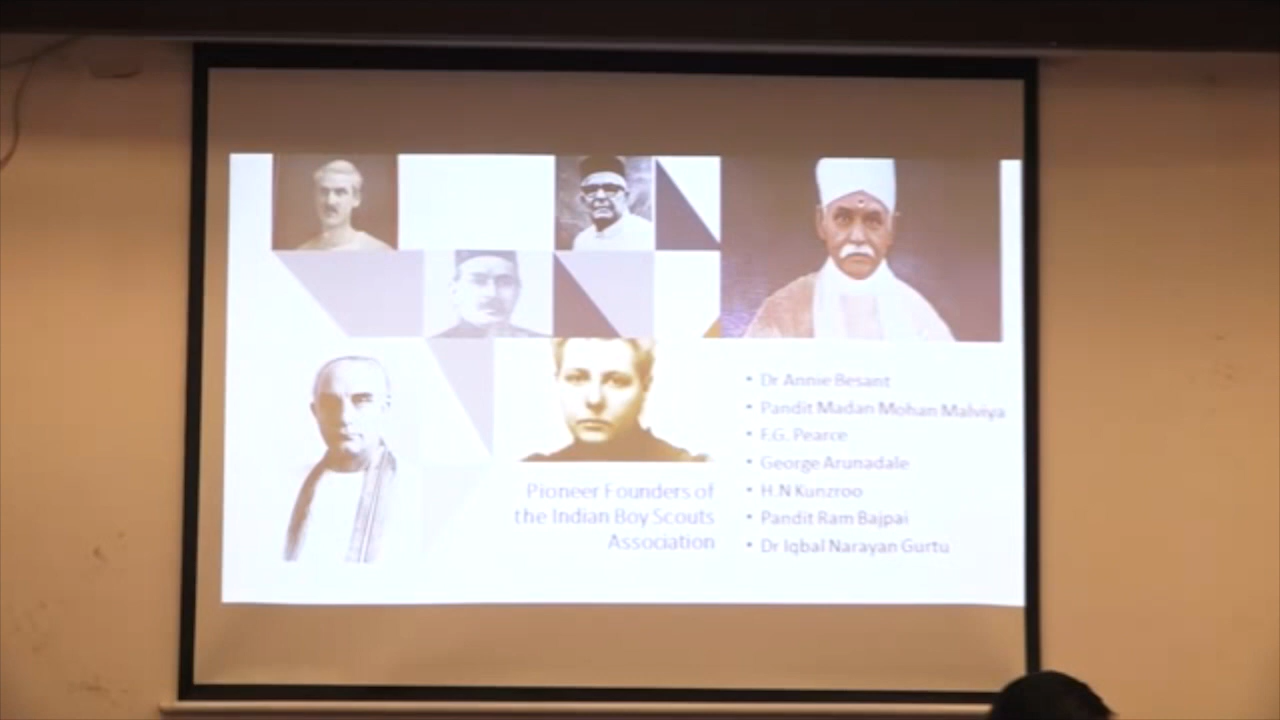 Pioneer Founders of
the Indian Boy Scouts
Association
• Dr Annie Besant
• Pandit Madan Mohan Malviya
• F.G. Pearce
• George Arunadale
• H.N Kunzroo
• Pandit Ram Bajpai
• Dr Iqbal Narayan Gurtu